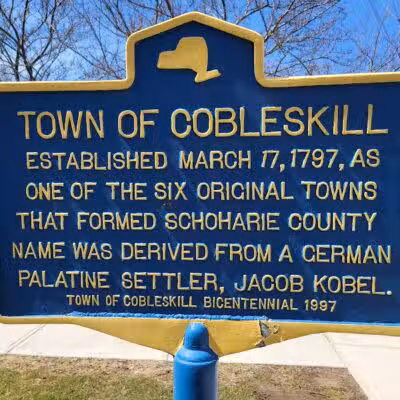 TOWN OF COBLESKILL
ESTABLISHED MARCH 17, 1797, AS
ONE OF THE SIX ORIGINAL TOWNS
THAT FORMED SCHOHARIE COUNTY
NAME WAS DERIVED FROM A GERMAN
PALATINE SETTLER, JACOB KOBEL.
TOWN OF COBLESKILL BICENTENNIAL 1997